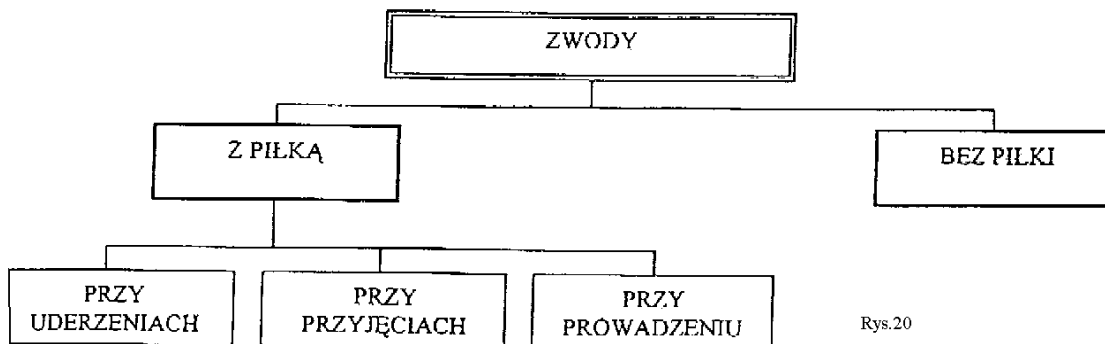 ZWODY
Z PIŁKĄ
BEZ PIŁKI
PRZY
UDERZENIACH
PRZY
PRZYJĘCIACH
PRZY
PROWADZENIU
Rys.20